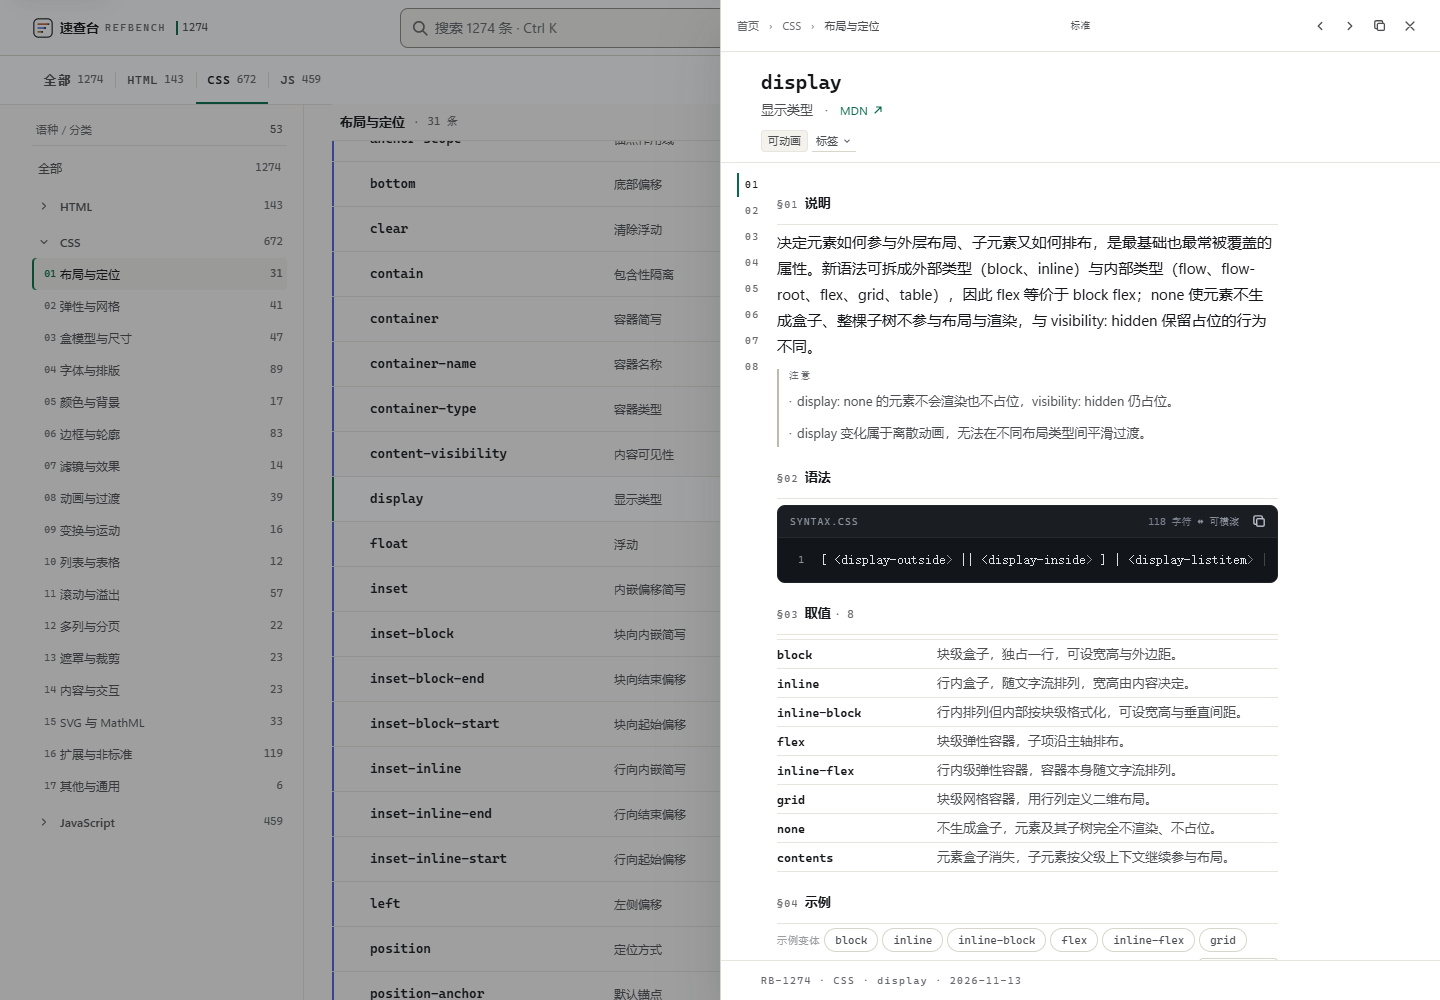 速查台 REFBENCH 1274
搜索 1274 条 · Ctrl K
全部 1274 HTML 143 CSS 672 JS 459
语种 / 分类 53
全部 1274
HTML 143
CSS 672
01 布局与定位 31
02 弹性与网格 41
03 盒模型与尺寸 47
04 字体与排版 89
05 颜色与背景 17
06 边框与轮廓 83
07 滤镜与效果 14
08 动画与过渡 39
09 变换与运动 16
10 列表与表格 12
11 滚动与溢出 57
12 多列与分页 22
13 遮罩与裁剪 23
14 内容与交互 23
15 SVG 与 MathML 33
16 扩展与非标准 119
17 其他与通用 6
JavaScript 459
布局与定位 · 31 条
anchor-scope 锚点作用域
bottom 底部偏移
clear 清除浮动
contain 包含性隔离
container 容器简写
container-name 容器名称
container-type 容器类型
content-visibility 内容可见性
display 显示类型
float 浮动
inset 内嵌偏移简写
inset-block 块向内嵌简写
inset-block-end 块向结束偏移
inset-block-start 块向起始偏移
inset-inline 行向内嵌简写
inset-inline-end 行向结束偏移
inset-inline-start 行向起始偏移
left 左侧偏移
position 定位方式
position-anchor 默认锚点
首页 › CSS › 布局与定位 标准
display
显示类型 · MDN ↗
可动画 标签
01
02
03
04
05
06
07
08
§01 说明
决定元素如何参与外层布局、子元素又如何排布，是最基础也最常被覆盖的
属性。新语法可拆成外部类型（block、inline）与内部类型（flow、flow-
root、flex、grid、table），因此 flex 等价于 block flex；none 使元素不生
成盒子、整棵子树不参与布局与渲染，与 visibility: hidden 保留占位的行为
不同。
注意
· display: none 的元素不会渲染也不占位，visibility: hidden 仍占位。
· display 变化属于离散动画，无法在不同布局类型间平滑过渡。
§02 语法
SYNTAX.CSS 118 字符 ⇔ 可横滚
1 [ <display-outside> || <display-inside> ] | <display-listitem> |
§03 取值 · 8
block 块级盒子，独占一行，可设宽高与外边距。
inline 行内盒子，随文字流排列，宽高由内容决定。
inline-block 行内排列但内部按块级格式化，可设宽高与垂直间距。
flex 块级弹性容器，子项沿主轴排布。
inline-flex 行内级弹性容器，容器本身随文字流排列。
grid 块级网格容器，用行列定义二维布局。
none 不生成盒子，元素及其子树完全不渲染、不占位。
contents 元素盒子消失，子元素按父级上下文继续参与布局。
§04 示例
示例变体 block inline inline-block flex inline-flex grid
RB-1274 · CSS · display · 2026-11-13